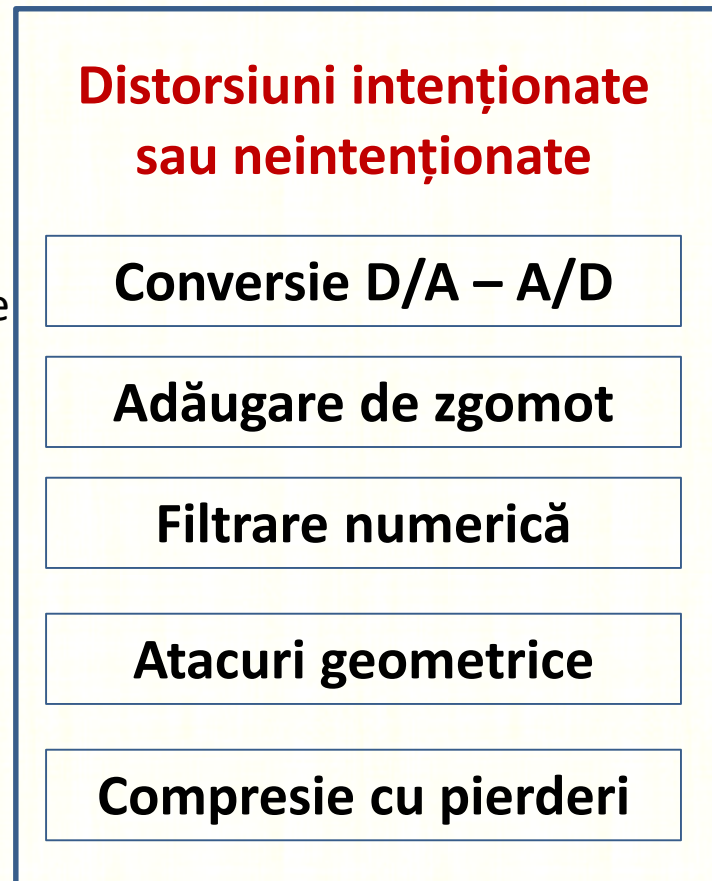 Distorsiuni intenționate
sau neintenționate
Conversie D/A – A/D
e
Adăugare de zgomot
Filtrare numerică
Atacuri geometrice
Compresie cu pierderi